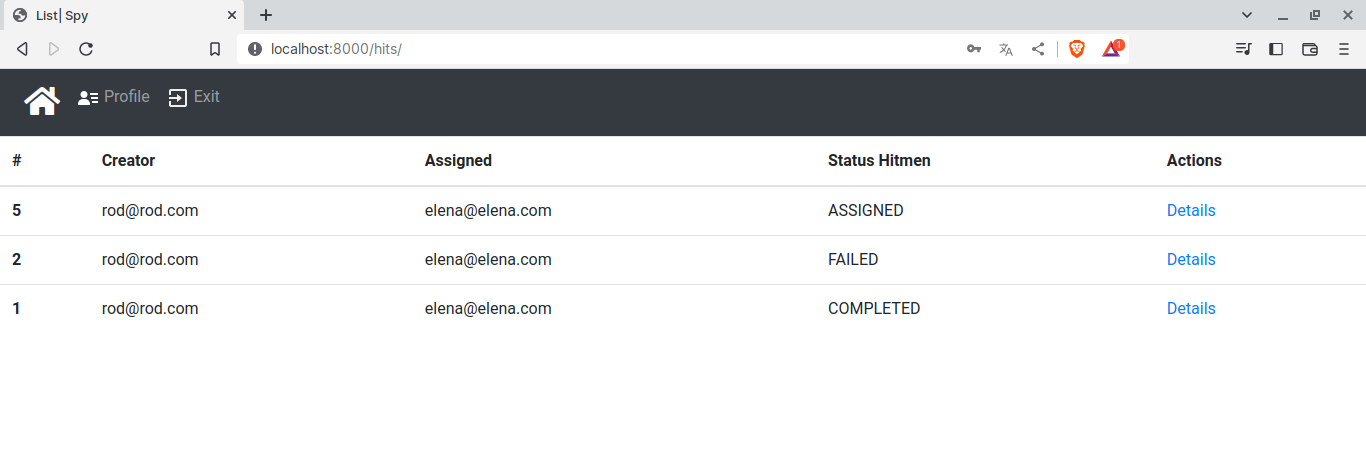 List| Spy
localhost:8000/hits/
1
Profile Exit
# Creator Assigned Status Hitmen Actions
5 rod@rod.com elena@elena.com ASSIGNED Details
2 rod@rod.com elena@elena.com FAILED Details
1 rod@rod.com elena@elena.com COMPLETED Details